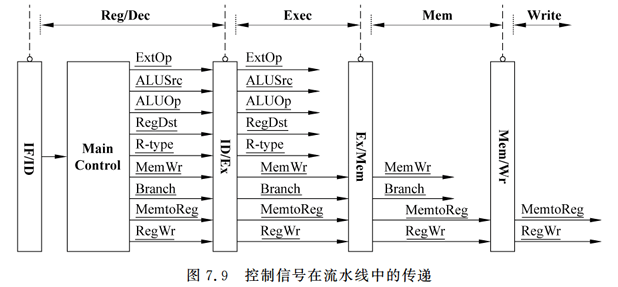 Reg/Dec Exec Mem Write
ExtOp ExtOp
ALUSrc ALUSrc
ALUOp ALUOp
RegDst RegDst
R-type R-type
MemWr MemWr MemWr
Branch Branch Branch
MemtoReg MemtoReg MemtoReg MemtoReg
RegWr RegWr RegWr RegWr
IF/ID
Main
Control
ID/Ex
Ex/Mem
Mem/Wr
图 7.9 控制信号在流水线中的传递